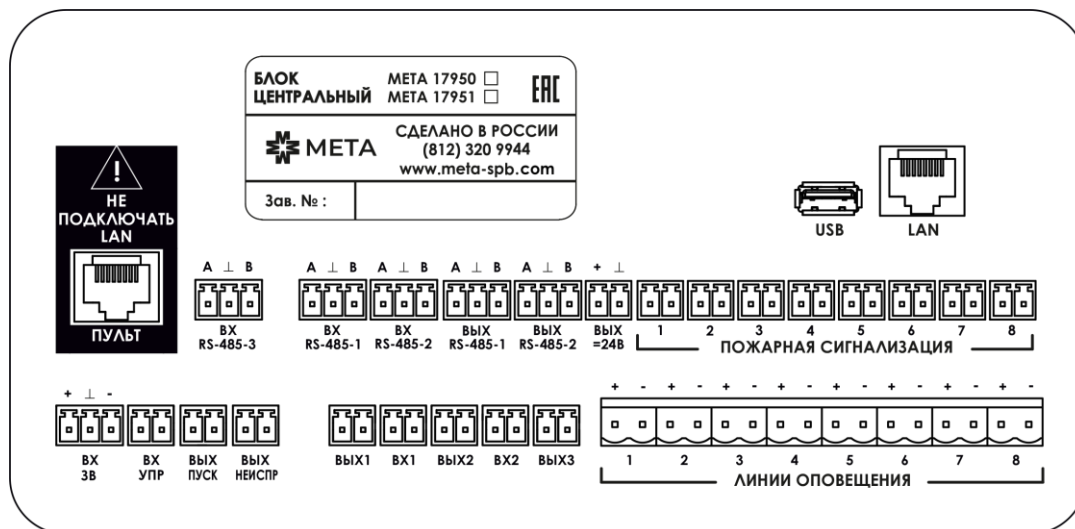 БЛОК МЕТА 17950
ЦЕНТРАЛЬНЫЙ МЕТА 17951
EAC
МЕТА
СДЕЛАНО В РОССИИ
(812) 320 9944
www.meta-spb.com
Зав. № :
!
НЕ
ПОДКЛЮЧАТЬ
LAN
ПУЛЬТ
USB
LAN
A ⊥ B A ⊥ B A ⊥ B A ⊥ B A ⊥ B + ⊥
ВХ ВХ ВХ ВЫХ ВЫХ ВЫХ 1 2 3 4 5 6 7 8
RS-485-3 RS-485-1 RS-485-2 RS-485-1 RS-485-2 =24В ПОЖАРНАЯ СИГНАЛИЗАЦИЯ
+ ⊥ - + - + - + - + - + - + - + - + -
ВХ ВХ ВЫХ ВЫХ ВЫХ1 ВХ1 ВЫХ2 ВХ2 ВЫХ3 1 2 3 4 5 6 7 8
ЗВ УПР ПУСК НЕИСПР ЛИНИИ ОПОВЕЩЕНИЯ